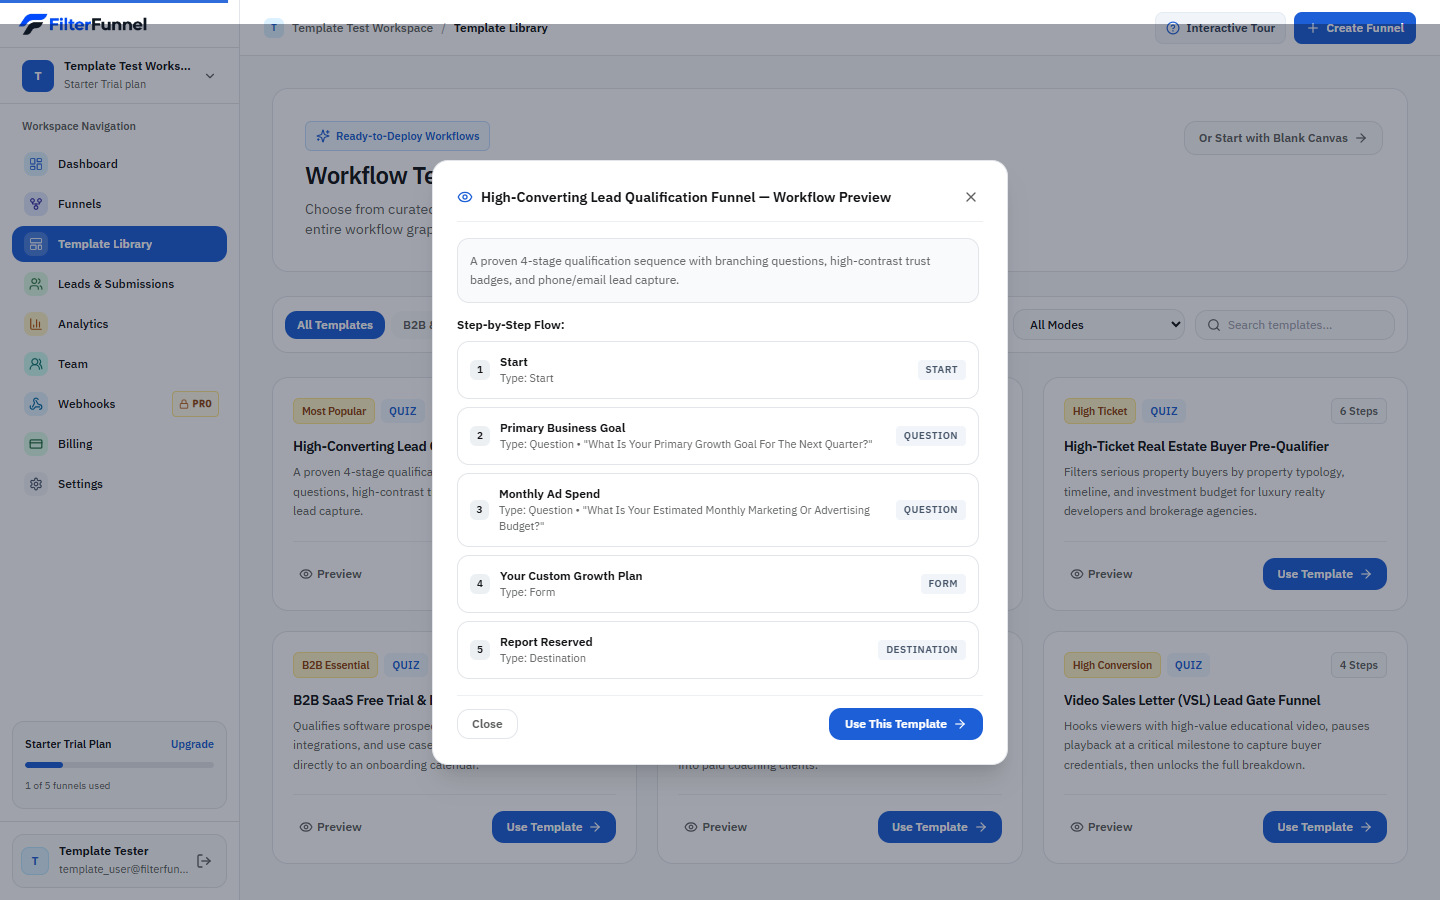 FilterFunnel
T
Template Test Works...
Starter Trial plan
Workspace Navigation
Dashboard
Funnels
Template Library
Leads & Submissions
Analytics
Team
Webhooks
PRO
Billing
Settings
Starter Trial Plan
Upgrade
1 of 5 funnels used
T
Template Tester
template_user@filterfun...
T
Template Test Workspace / Template Library
Interactive Tour
Create Funnel
Ready-to-Deploy Workflows
Or Start with Blank Canvas
Workflow Te
Choose from curated
entire workflow grap
All Templates
B2B &
All Modes
Search templates...
Most Popular
QUIZ
High-Converting Lead
A proven 4-stage qualifica
questions, high-contrast t
lead capture.
Preview
High Ticket
QUIZ
6 Steps
High-Ticket Real Estate Buyer Pre-Qualifier
Filters serious property buyers by property typology,
timeline, and investment budget for luxury realty
developers and brokerage agencies.
Preview
Use Template
B2B Essential
QUIZ
B2B SaaS Free Trial &
Qualifies software prospe
integrations, and use case
directly to an onboarding calendar.
Preview
Use Template
into paid coaching clients.
Preview
Use Template
High Conversion
QUIZ
4 Steps
Video Sales Letter (VSL) Lead Gate Funnel
Hooks viewers with high-value educational video, pauses
playback at a critical milestone to capture buyer
credentials, then unlocks the full breakdown.
Preview
Use Template
High-Converting Lead Qualification Funnel — Workflow Preview
A proven 4-stage qualification sequence with branching questions, high-contrast trust
badges, and phone/email lead capture.
Step-by-Step Flow:
1
Start
Type: Start
START
2
Primary Business Goal
Type: Question • "What Is Your Primary Growth Goal For The Next Quarter?"
QUESTION
3
Monthly Ad Spend
Type: Question • "What Is Your Estimated Monthly Marketing Or Advertising
Budget?"
QUESTION
4
Your Custom Growth Plan
Type: Form
FORM
5
Report Reserved
Type: Destination
DESTINATION
Close
Use This Template